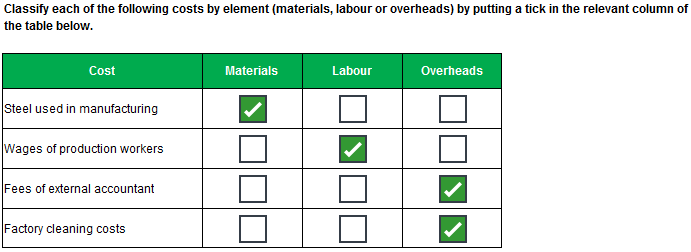 Classify each of the following costs by element (materials, labour or overheads) by putting a tick in the relevant column of
the table below.
Cost Materials Labour Overheads
Steel used in manufacturing
Wages of production workers
Fees of external accountant
Factory cleaning costs